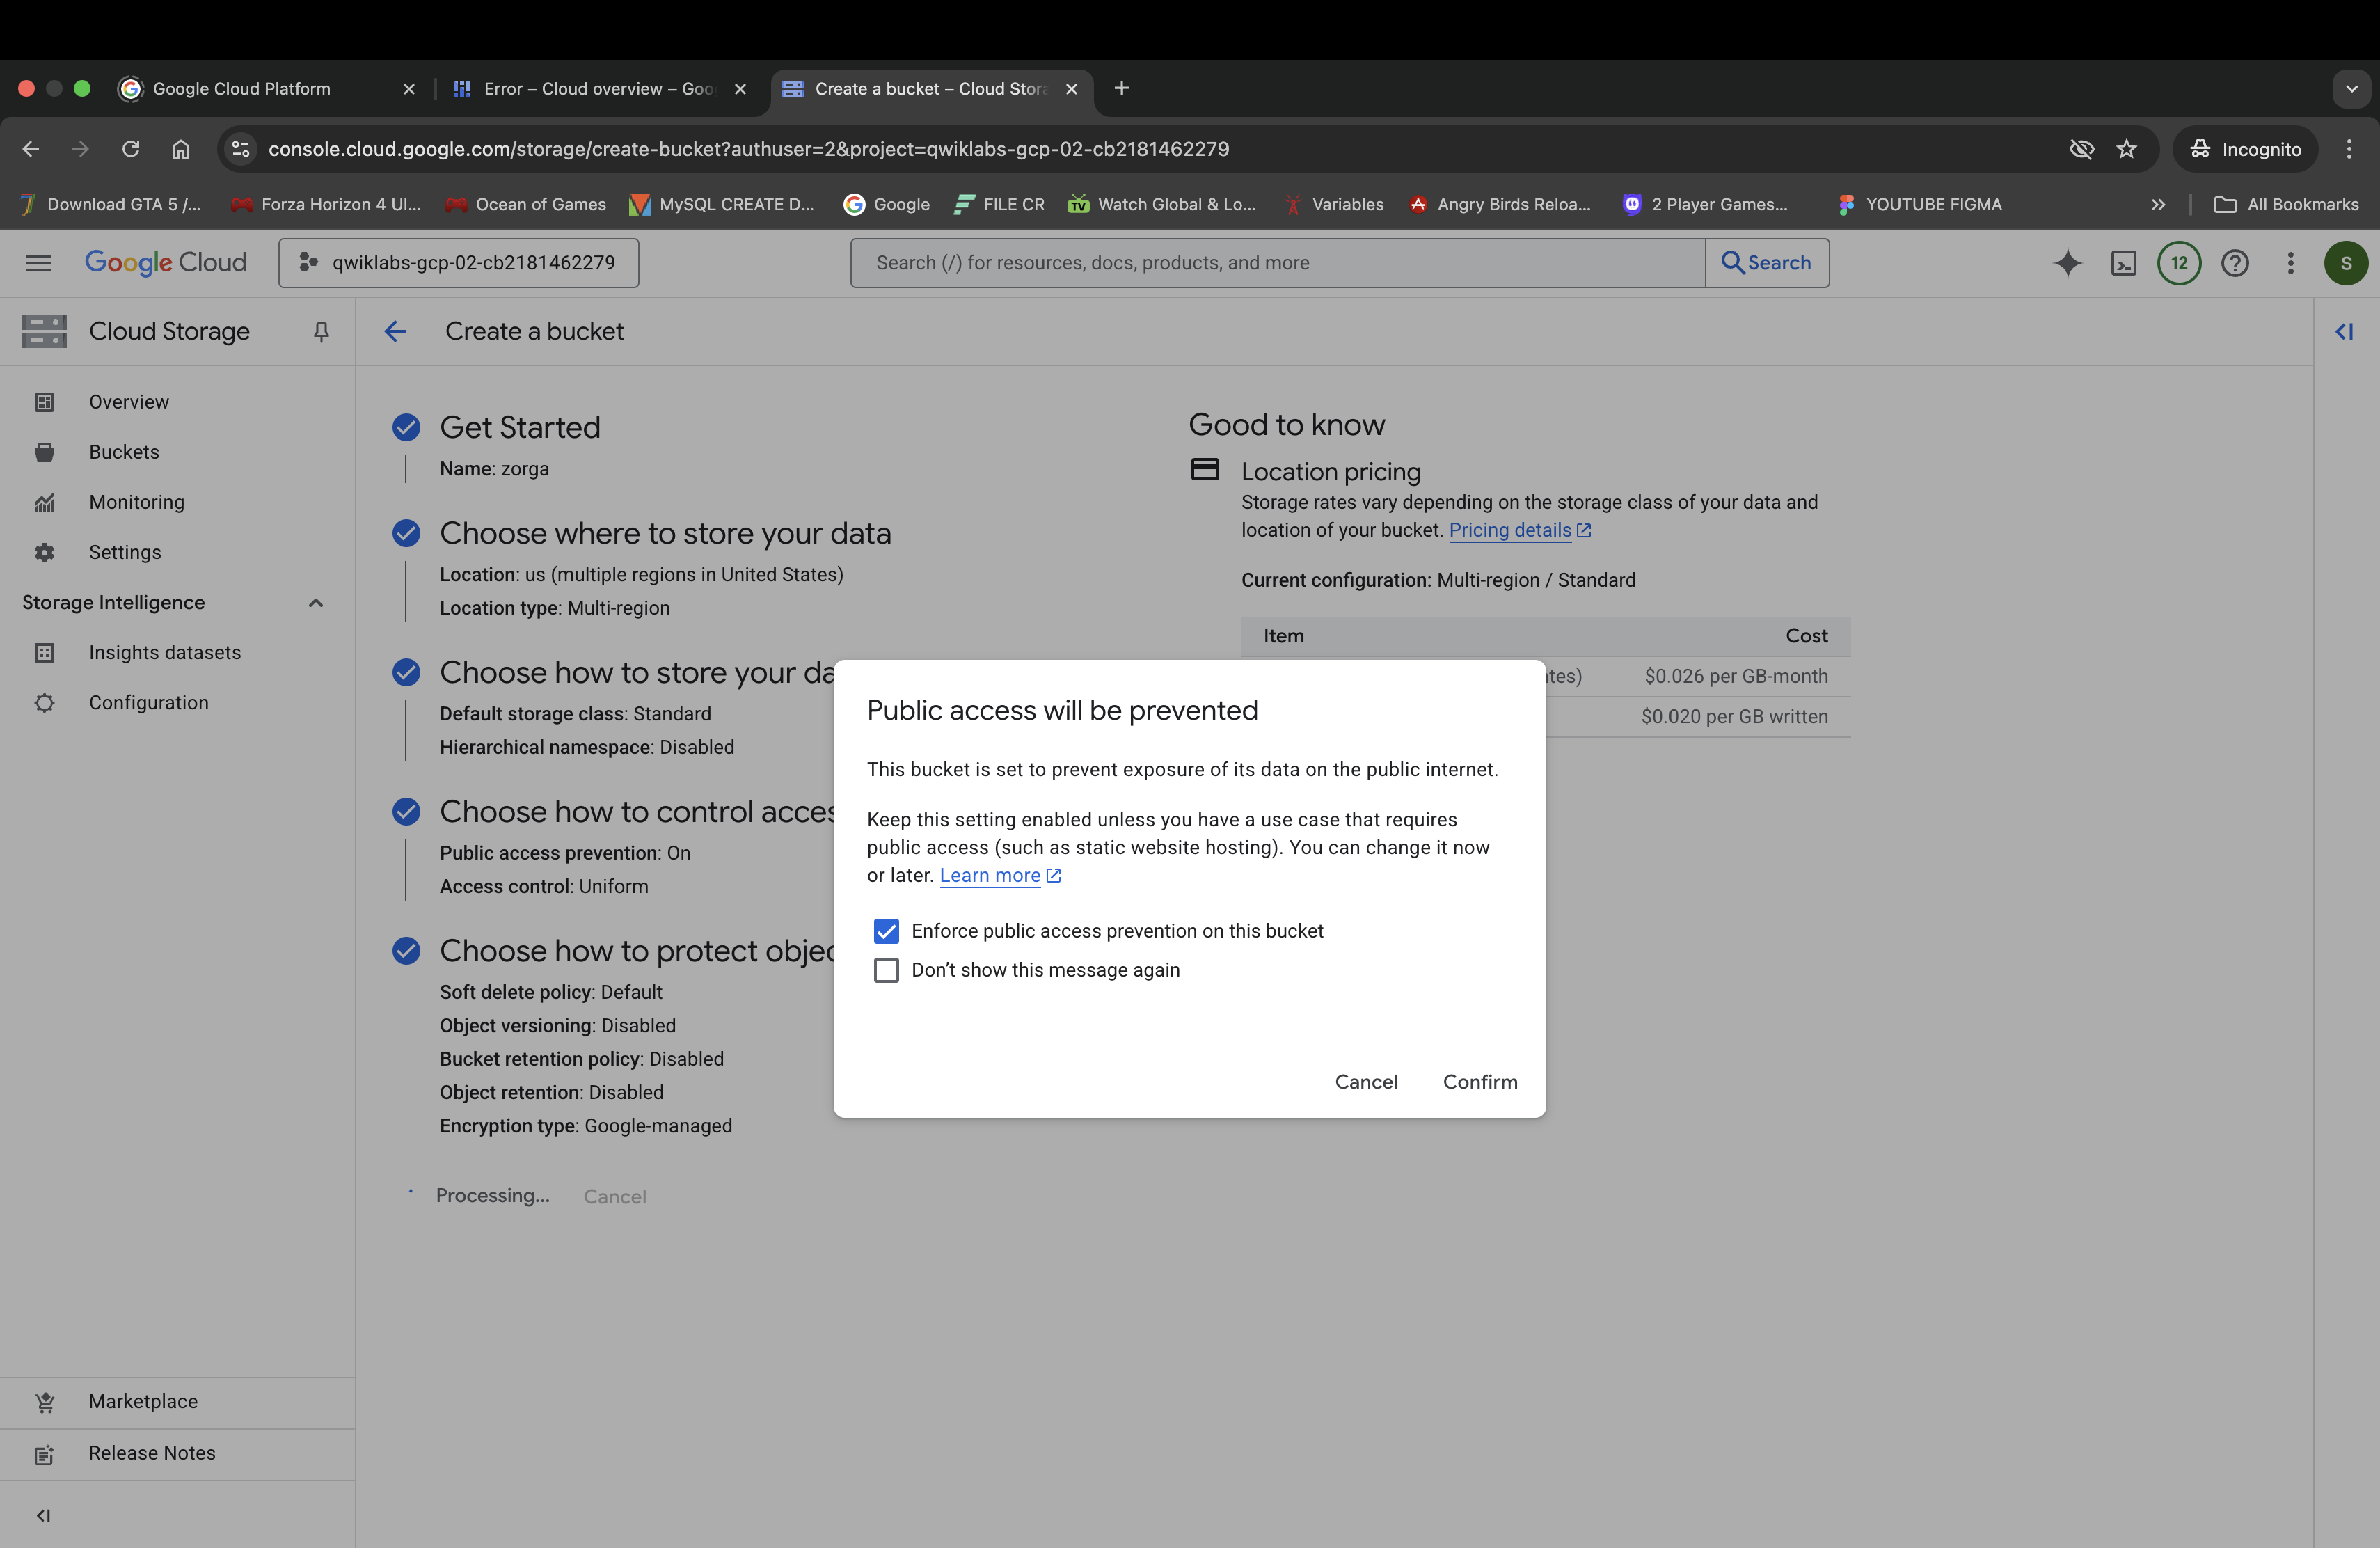 Google Cloud Platform
Error – Cloud overview – Goo
Create a bucket – Cloud Stora
console.cloud.google.com/storage/create-bucket?authuser=2&project=qwiklabs-gcp-02-cb2181462279
Incognito
Download GTA 5 /...
Forza Horizon 4 Ul...
Ocean of Games
MySQL CREATE D...
Google
FILE CR
Watch Global & Lo...
Variables
Angry Birds Reloa...
2 Player Games...
YOUTUBE FIGMA
All Bookmarks
Google Cloud
qwiklabs-gcp-02-cb2181462279
Search (/) for resources, docs, products, and more
Search
12
S
Cloud Storage
Create a bucket
Overview
Buckets
Monitoring
Settings
Storage Intelligence
Insights datasets
Configuration
Marketplace
Release Notes
Get Started
Name: zorga
Choose where to store your data
Location: us (multiple regions in United States)
Location type: Multi-region
Choose how to store your da
Default storage class: Standard
Hierarchical namespace: Disabled
Choose how to control acces
Public access prevention: On
Access control: Uniform
Choose how to protect objec
Soft delete policy: Default
Object versioning: Disabled
Bucket retention policy: Disabled
Object retention: Disabled
Encryption type: Google-managed
Processing...
Cancel
Good to know
Location pricing
Storage rates vary depending on the storage class of your data and
location of your bucket. Pricing details
Current configuration: Multi-region / Standard
Item Cost
tes) $0.026 per GB-month
$0.020 per GB written
Public access will be prevented
This bucket is set to prevent exposure of its data on the public internet.
Keep this setting enabled unless you have a use case that requires
public access (such as static website hosting). You can change it now
or later. Learn more
Enforce public access prevention on this bucket
Don’t show this message again
Cancel
Confirm